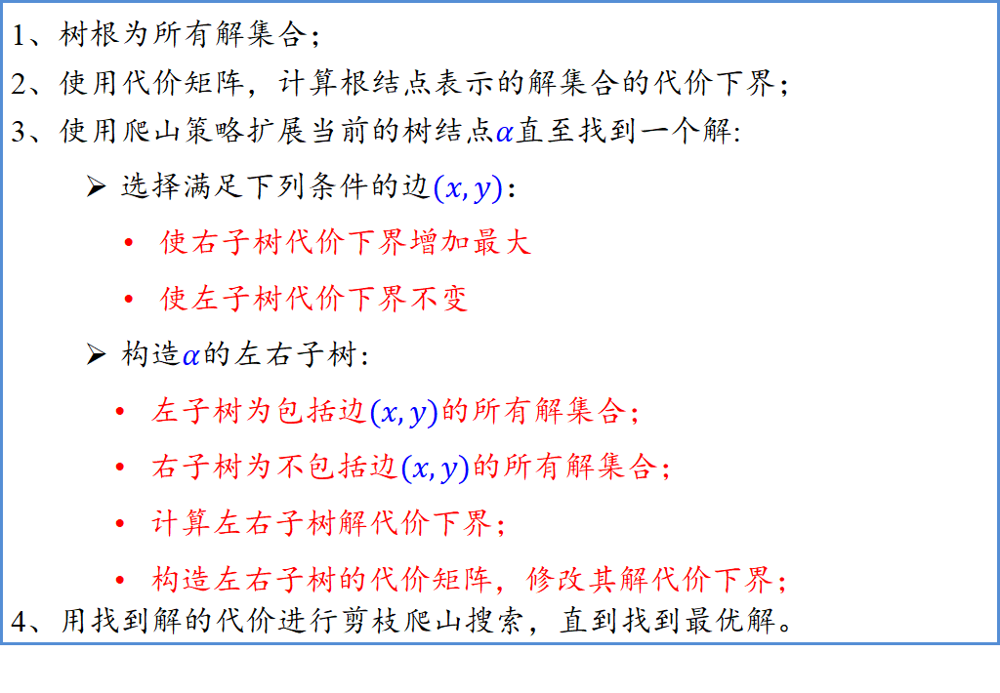 1、树根为所有解集合；
2、使用代价矩阵，计算根结点表示的解集合的代价下界；
3、使用爬山策略扩展当前的树结点α直至找到一个解:
➢ 选择满足下列条件的边(x, y)：
• 使右子树代价下界增加最大
• 使左子树代价下界不变
➢ 构造α的左右子树:
• 左子树为包括边(x, y)的所有解集合；
• 右子树为不包括边(x, y)的所有解集合；
• 计算左右子树解代价下界；
• 构造左右子树的代价矩阵，修改其解代价下界；
4、用找到解的代价进行剪枝爬山搜索，直到找到最优解。